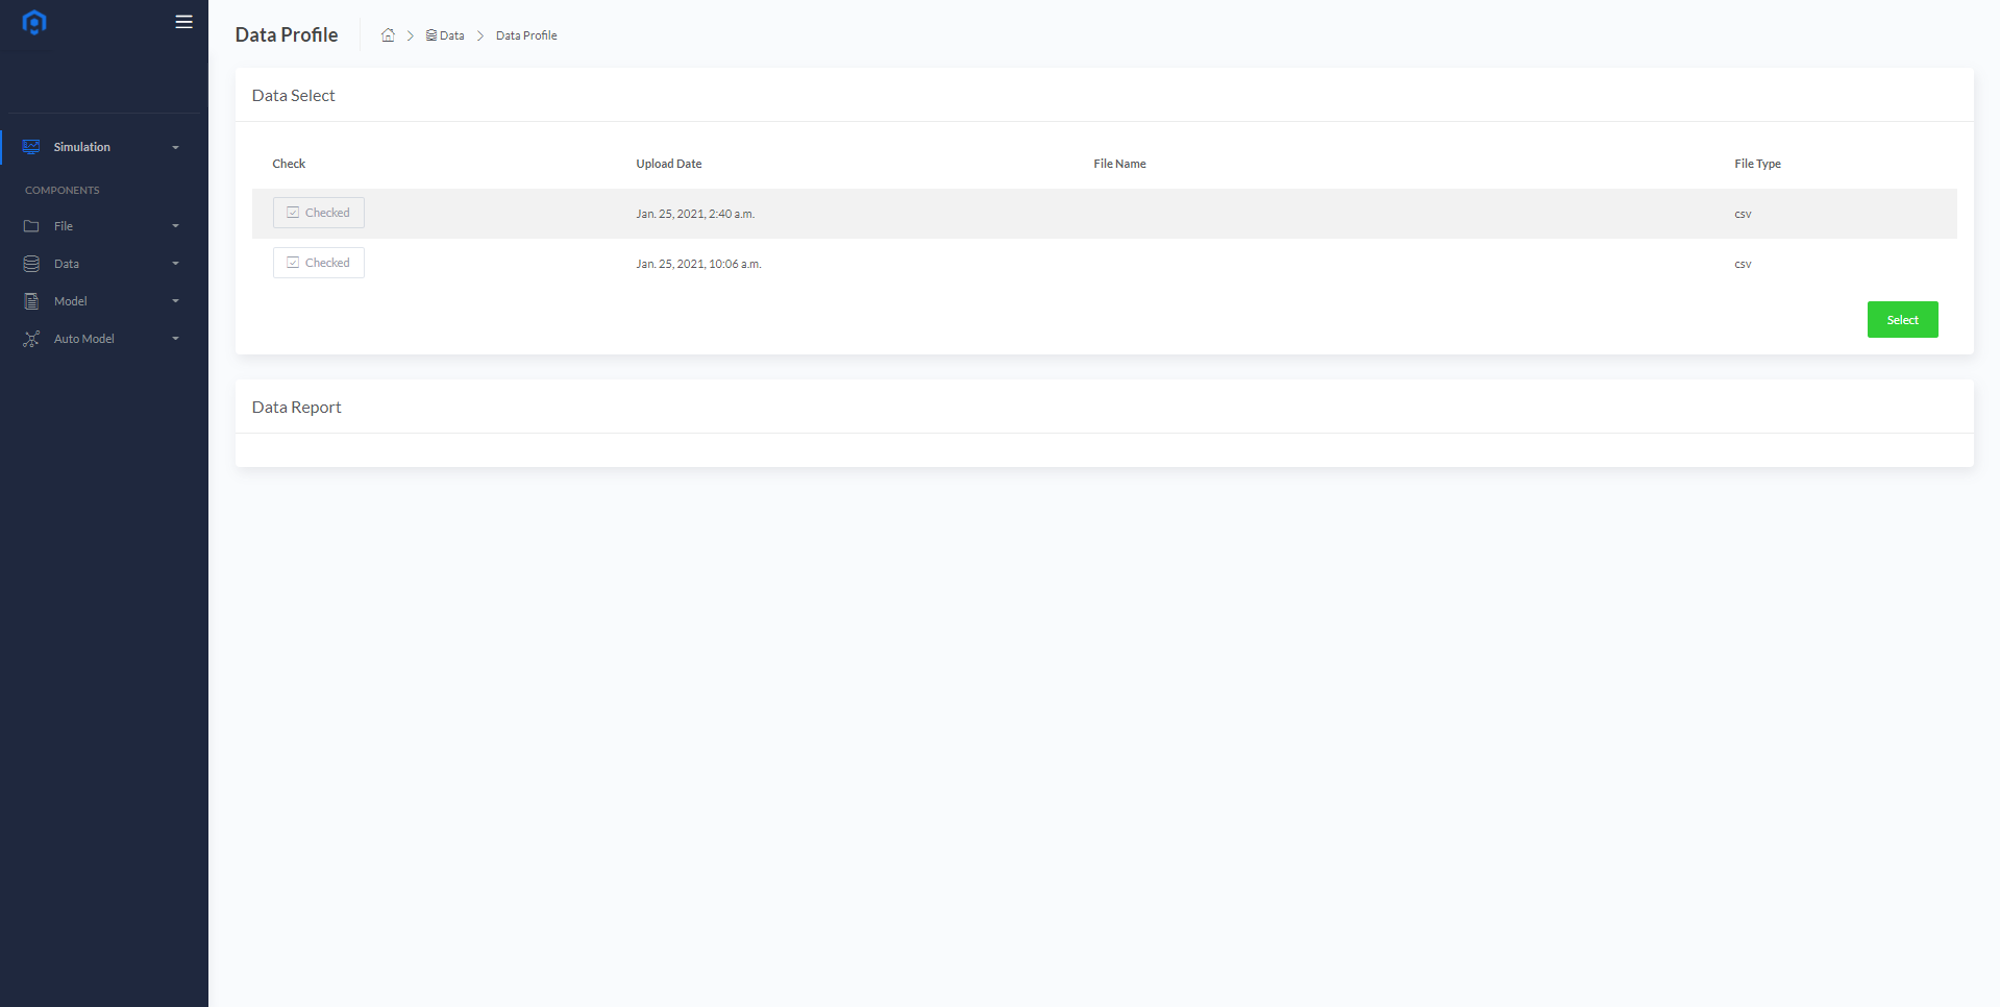 Data Profile
Data
Data Profile
Simulation
COMPONENTS
File
Data
Model
Auto Model
Data Select
Check Upload Date File Name File Type
Checked Jan. 25, 2021, 2:40 a.m. csv
Checked Jan. 25, 2021, 10:06 a.m. csv
Select
Data Report